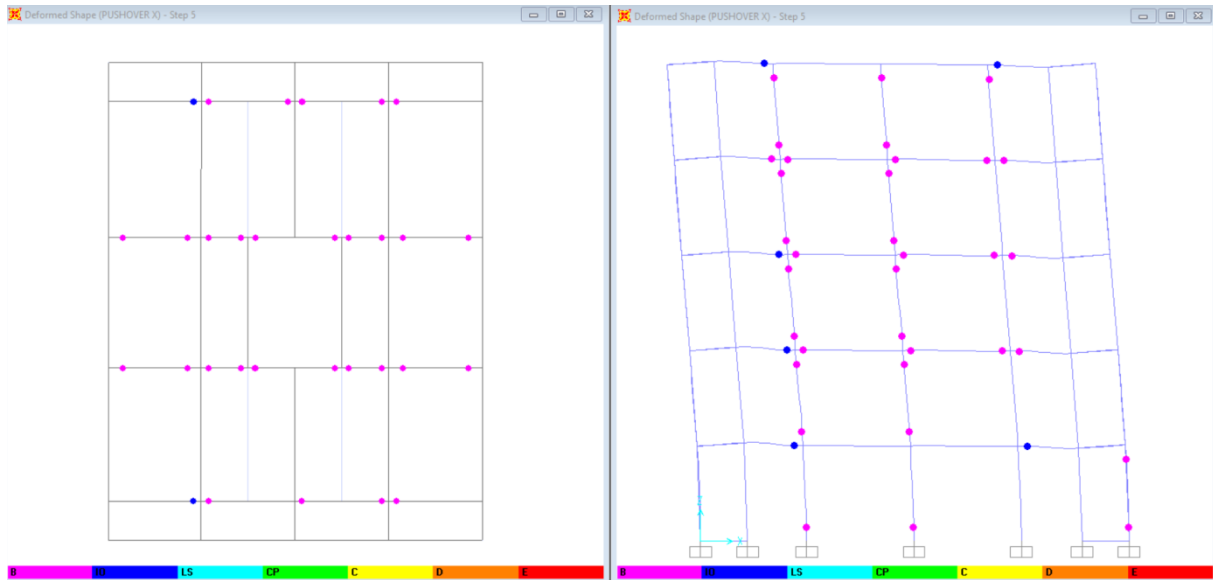 Deformed Shape (PUSHOVER X) - Step 5
B IO LS CP C D E
Deformed Shape (PUSHOVER X) - Step 5
B IO LS CP C D E